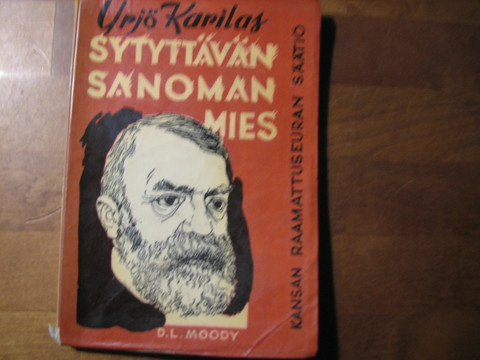 Yrjö Karilas
SYTYTTÄVÄN
SANOMAN
MIES
KANSAN RAAMATTUSEURAN SÄÄTIÖ
D.L. MOODY